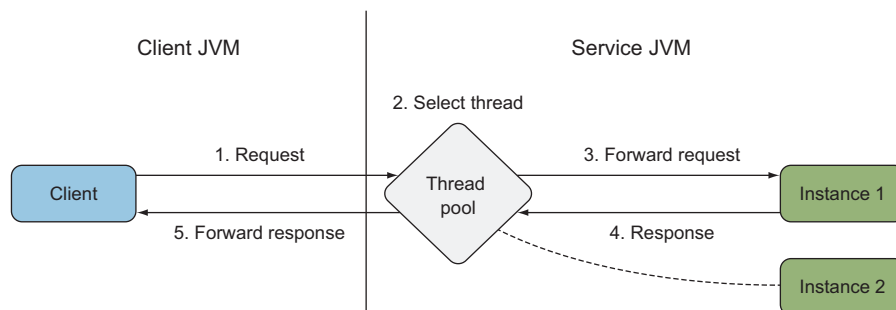 Client JVM
Service JVM
2. Select thread
1. Request
3. Forward request
Client
Thread
pool
Instance 1
5. Forward response
4. Response
Instance 2